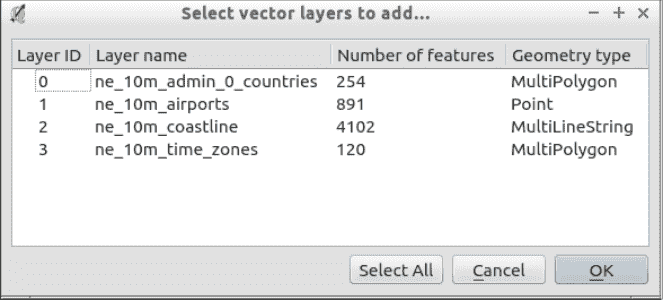 Select vector layers to add...
Layer ID Layer name Number of features Geometry type
0 ne_10m_admin_0_countries 254 MultiPolygon
1 ne_10m_airports 891 Point
2 ne_10m_coastline 4102 MultiLineString
3 ne_10m_time_zones 120 MultiPolygon
Select All Cancel OK